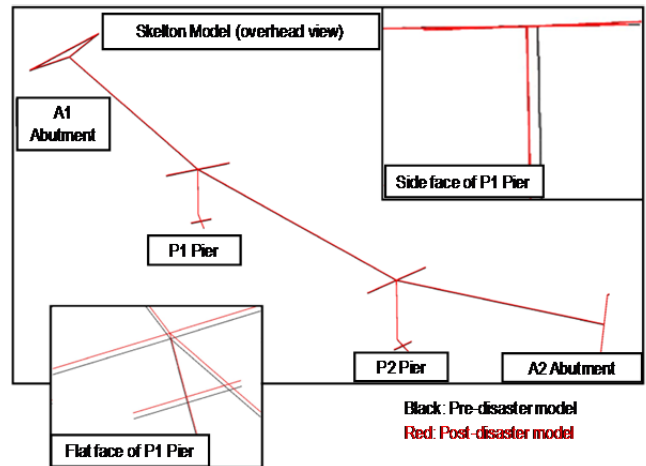 Skelton Model (overhead view)
A1
Abutment
Side face of P1 Pier
P1 Pier
P2 Pier
A2 Abutment
Flat face of P1 Pier
Black: Pre-disaster model
Red: Post-disaster model